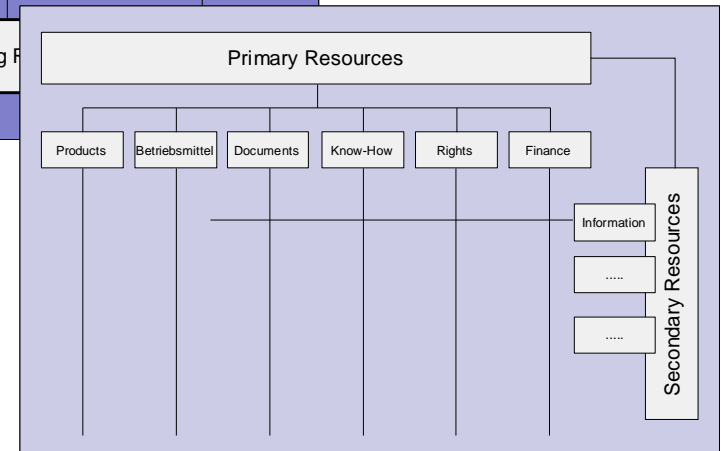 Primary Resources
Products
Betriebsmittel
Documents
Know-How
Rights
Finance
Information
.....
.....
Secondary Resources